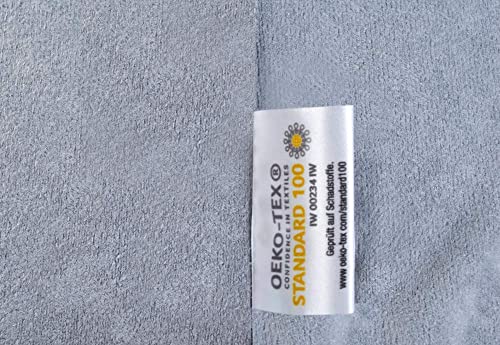 OEKO-TEX®
CONFIDENCE IN TEXTILES
STANDARD 100
IW 00234 IW
Geprüft auf Schadstoffe.
www.oeko-tex.com/standard100